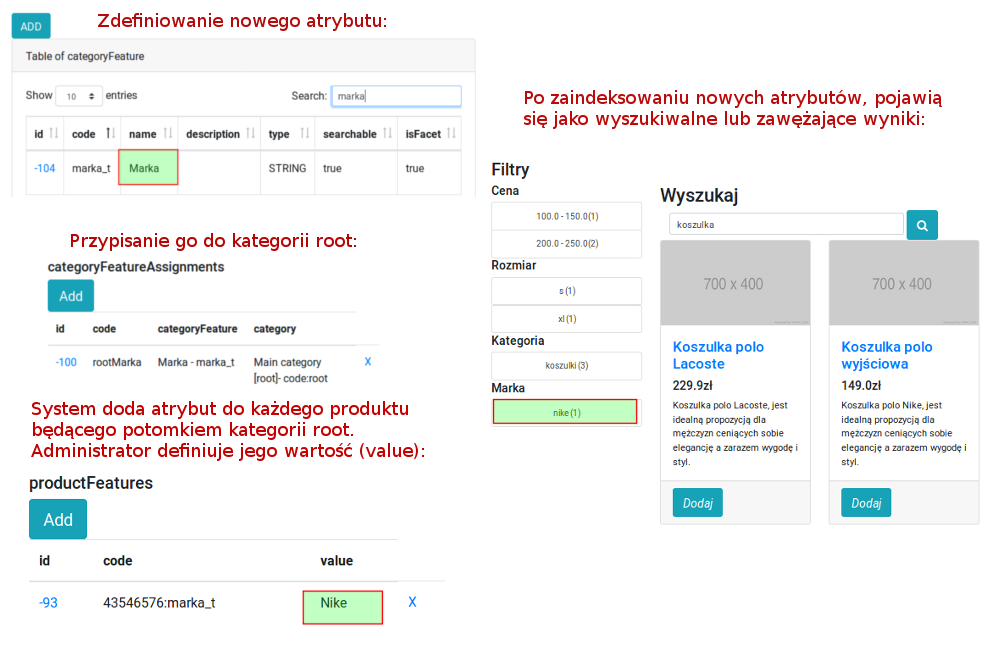 Zdefiniowanie nowego atrybutu:
ADD
Table of categoryFeature
Show 10 entries Search: marka
id code name description type searchable isFacet
-104 marka_t Marka STRING true true
Przypisanie go do kategorii root:
categoryFeatureAssignments
Add
id code categoryFeature category
-100 rootMarka Marka - marka_t Main category X
[root]- code:root
System doda atrybut do każdego produktu
będącego potomkiem kategorii root.
Administrator definiuje jego wartość (value):
productFeatures
Add
id code value
-93 43546576:marka_t Nike X
Po zaindeksowaniu nowych atrybutów, pojawią
się jako wyszukiwalne lub zawężające wyniki:
Filtry
Cena
100.0 - 150.0(1)
200.0 - 250.0(2)
Rozmiar
s (1)
xl (1)
Kategoria
koszulki (3)
Marka
nike (1)
Wyszukaj
koszulka
700 x 400
Koszulka polo
Lacoste
229.9zł
Koszulka polo Lacoste, jest
idealną propozycją dla
mężczyzn ceniących sobie
elegancję a zarazem wygodę i
styl.
Dodaj
700 x 400
Koszulka polo
wyjściowa
149.0zł
Koszulka polo Nike, jest
idealną propozycją dla
mężczyzn ceniących sobie
elegancję a zarazem wygodę i
styl.
Dodaj